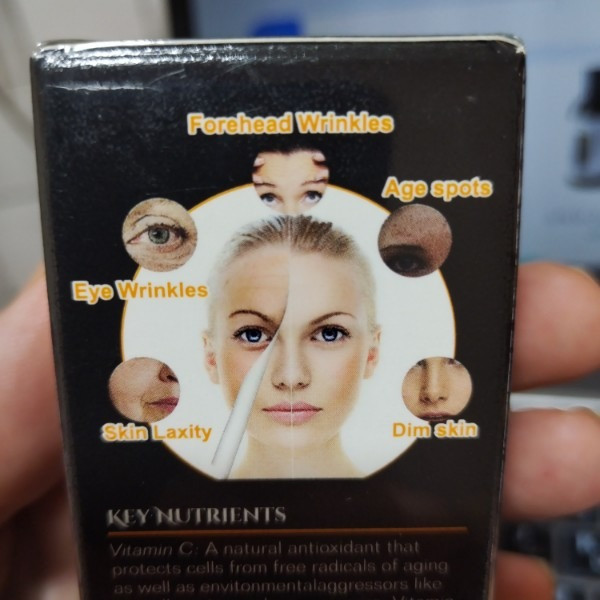 Forehead Wrinkles
Age spots
Eye Wrinkles
Skin Laxity
Dim skin
KEY NUTRIENTS
Vitamin C: A natural antioxidant that
protects cells from free radicals of aging
as well as envitonmentalaggressors like